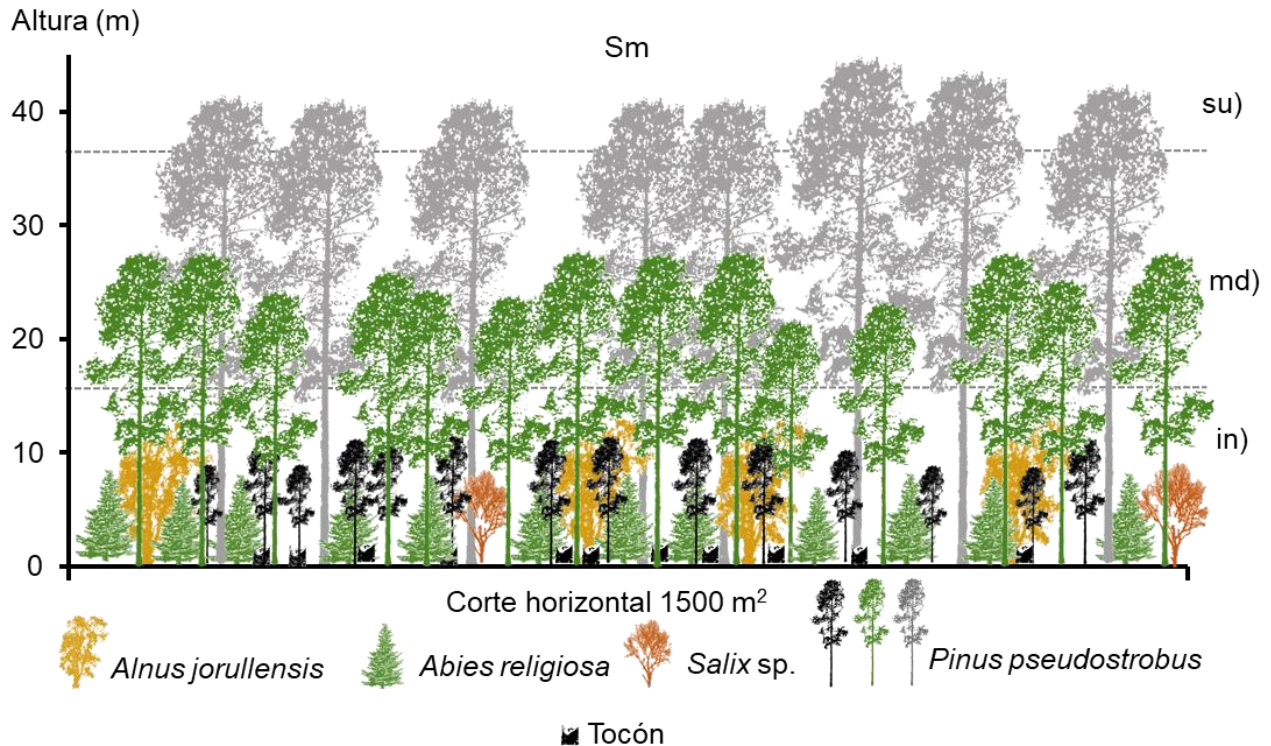 Altura (m)
Sm
40
su)
30
md)
20
in)
10
0
Corte horizontal 1500 m²
Alnus jorullensis
Abies religiosa
Salix sp.
Pinus pseudostrobus
Tocón